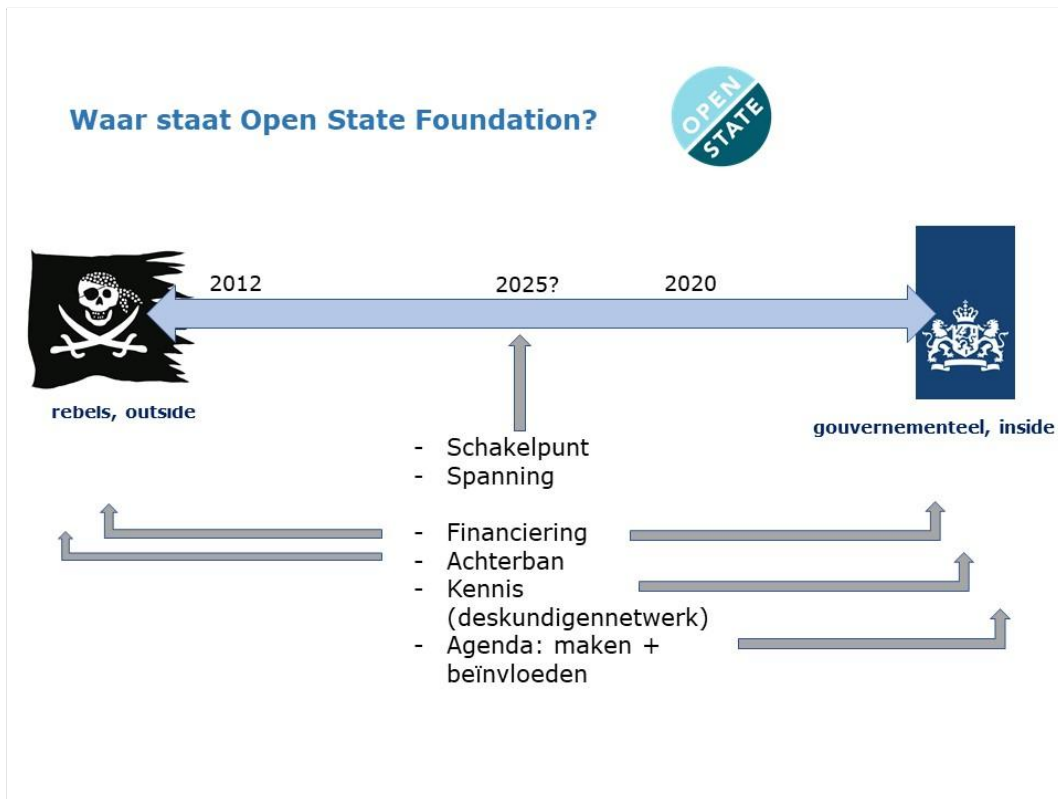 Waar staat Open State Foundation?
OPEN
STATE
2012
2025?
2020
rebels, outside
gouvernementeel, inside
- Schakelpunt
- Spanning
- Financiering
- Achterban
- Kennis
(deskundigennetwerk)
- Agenda: maken +
beïnvloeden